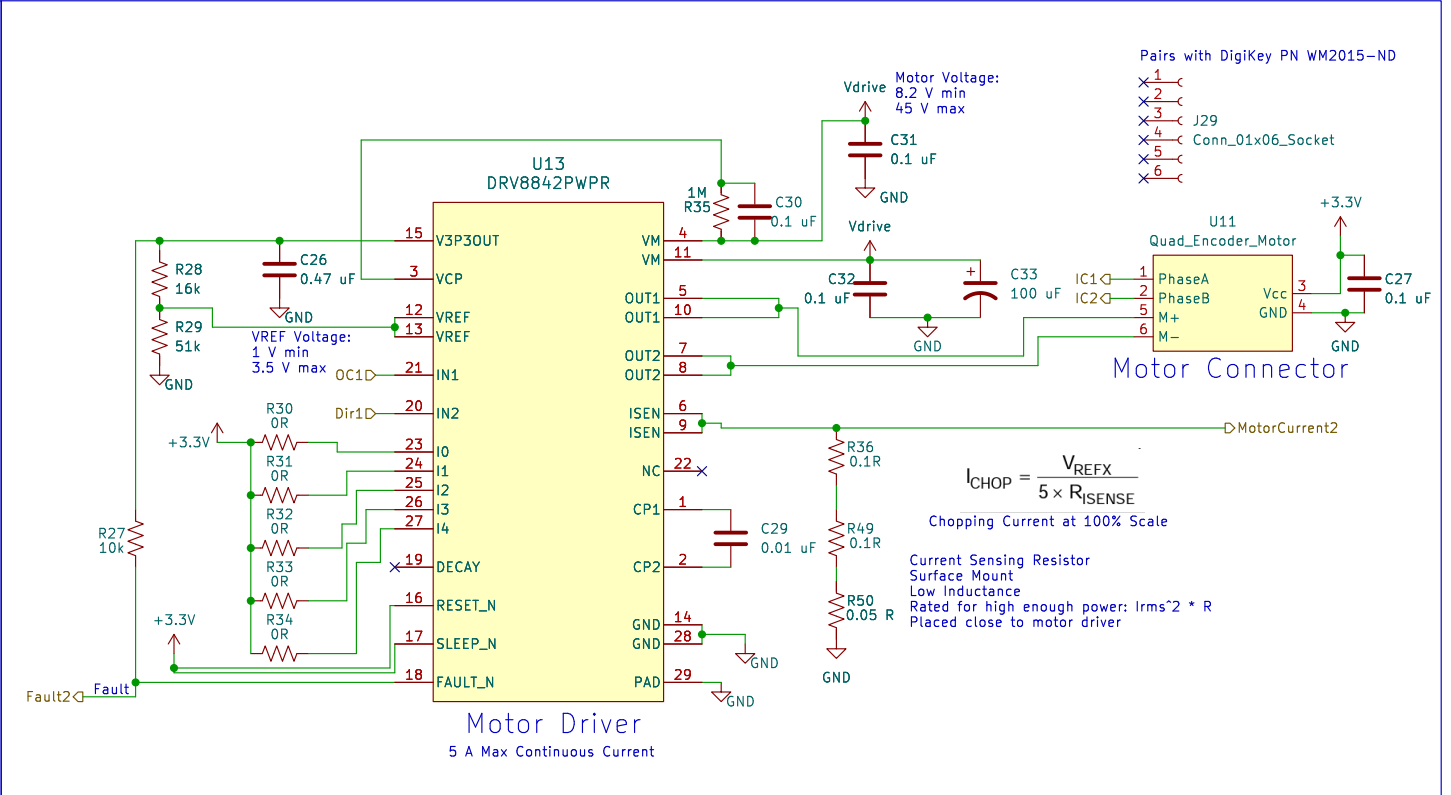 Pairs with DigiKey PN WM2015-ND
1
2
3
4
5
6
J29
Conn_01x06_Socket
Vdrive
Motor Voltage:
8.2 V min
45 V max
C31
0.1 uF
GND
U13
DRV8842PWPR
1M
R35
C30
0.1 uF
Vdrive
C32
0.1 uF
C33
100 uF
+
GND
+3.3V
U11
Quad_Encoder_Motor
IC1 1 PhaseA
IC2 2 PhaseB
5 M+
6 M-
Vcc 3
GND 4
C27
0.1 uF
GND
Motor Connector
15 V3P3OUT
3 VCP
12 VREF
13 VREF
21 IN1
20 IN2
23 I0
24 I1
25 I2
26 I3
27 I4
19 DECAY
16 RESET_N
17 SLEEP_N
18 FAULT_N
VM 4
VM 11
OUT1 5
OUT1 10
OUT2 7
OUT2 8
ISEN 6
ISEN 9
NC 22
CP1 1
CP2 2
GND 14
GND 28
PAD 29
R28
16k
C26
0.47 uF
GND
R29
51k
GND
VREF Voltage:
1 V min
3.5 V max
OC1
Dir1
+3.3V
R30
0R
R31
0R
R32
0R
R33
0R
R34
0R
R27
10k
+3.3V
Fault2
Fault
C29
0.01 uF
GND
GND
MotorCurrent2
R36
0.1R
R49
0.1R
R50
0.05 R
GND
I_CHOP = V_REFX / (5 × R_ISENSE)
Chopping Current at 100% Scale
Current Sensing Resistor
Surface Mount
Low Inductance
Rated for high enough power: Irms^2 * R
Placed close to motor driver
Motor Driver
5 A Max Continuous Current